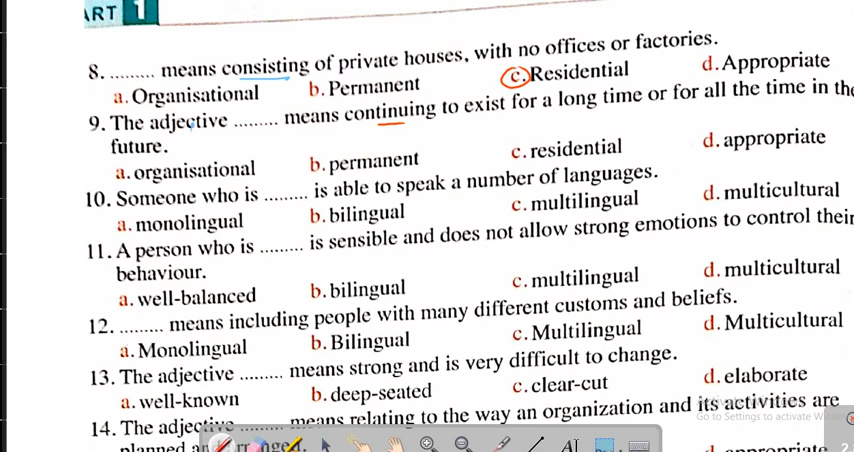 ART 1
8. ......... means consisting of private houses, with no offices or factories.
a. Organisational b. Permanent c. Residential d. Appropriate
9. The adjective ......... means continuing to exist for a long time or for all the time in the
future.
a. organisational b. permanent c. residential d. appropriate
10. Someone who is ......... is able to speak a number of languages.
a. monolingual b. bilingual c. multilingual d. multicultural
11. A person who is ......... is sensible and does not allow strong emotions to control their
behaviour.
a. well-balanced b. bilingual c. multilingual d. multicultural
12. ......... means including people with many different customs and beliefs.
a. Monolingual b. Bilingual c. Multilingual d. Multicultural
13. The adjective ......... means strong and is very difficult to change.
a. well-known b. deep-seated c. clear-cut d. elaborate
14. The adjective ......... means relating to the way an organization and its activities are
Go to Settings to activate
planned
d. appropriate